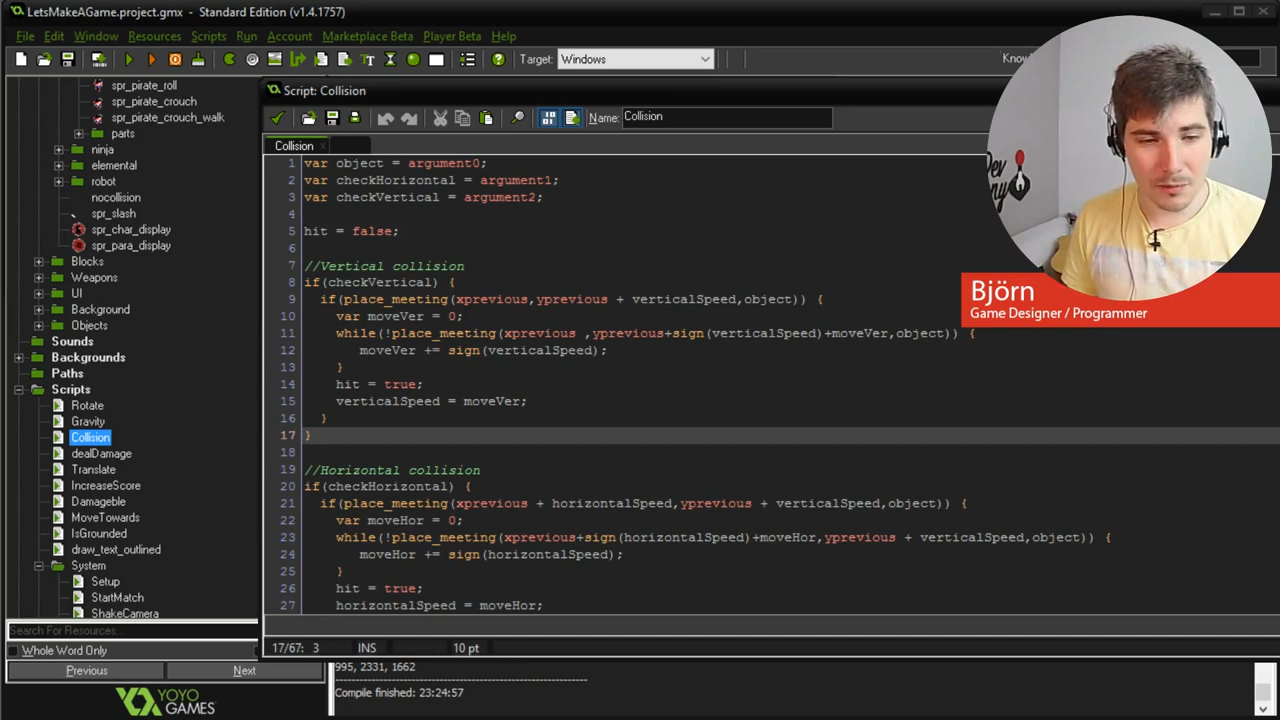 LetsMakeAGame.project.gmx - Standard Edition (v1.4.1757)
File Edit Window Resources Scripts Run Account Marketplace Beta Player Beta Help
Target: Windows
spr_pirate_roll
spr_pirate_crouch
spr_pirate_crouch_walk
parts
ninja
elemental
robot
nocollision
spr_slash
spr_char_display
spr_para_display
Blocks
Weapons
UI
Background
Objects
Sounds
Backgrounds
Paths
Scripts
Rotate
Gravity
Collision
dealDamage
Translate
IncreaseScore
Damageble
MoveTowards
IsGrounded
draw_text_outlined
System
Setup
StartMatch
ShakeCamera
Search For Resources...
Whole Word Only
Previous Next
YOYO
GAMES
Script: Collision
Name: Collision
Collision
1 var object = argument0;
2 var checkHorizontal = argument1;
3 var checkVertical = argument2;
4
5 hit = false;
6
7 //Vertical collision
8 if(checkVertical) {
9 if(place_meeting(xprevious,yprevious + verticalSpeed,object)) {
10 var moveVer = 0;
11 while(!place_meeting(xprevious ,yprevious+sign(verticalSpeed)+moveVer,object)) {
12 moveVer += sign(verticalSpeed);
13 }
14 hit = true;
15 verticalSpeed = moveVer;
16 }
17 }
18
19 //Horizontal collision
20 if(checkHorizontal) {
21 if(place_meeting(xprevious + horizontalSpeed,yprevious + verticalSpeed,object)) {
22 var moveHor = 0;
23 while(!place_meeting(xprevious+sign(horizontalSpeed)+moveHor,yprevious + verticalSpeed,object)) {
24 moveHor += sign(horizontalSpeed);
25 }
26 hit = true;
27 horizontalSpeed = moveHor;
17/67: 3 INS 10 pt
995, 2331, 1662
Compile finished: 23:24:57
Björn
Game Designer / Programmer